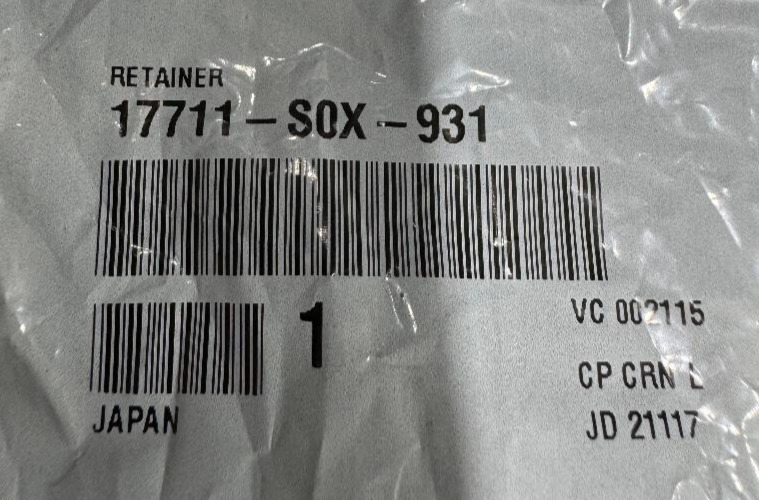 RETAINER
17711-S0X-931
1
VC 002115
CP CRN L
JD 21117
JAPAN